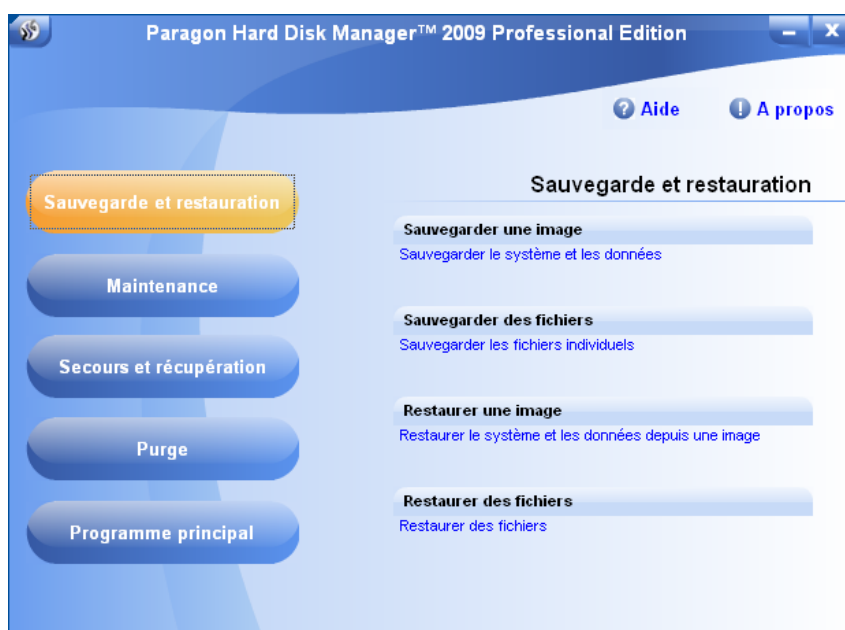 Paragon Hard Disk Manager™ 2009 Professional Edition
Aide
A propos
Sauvegarde et restauration
Maintenance
Secours et récupération
Purge
Programme principal
Sauvegarde et restauration
Sauvegarder une image
Sauvegarder le système et les données
Sauvegarder des fichiers
Sauvegarder les fichiers individuels
Restaurer une image
Restaurer le système et les données depuis une image
Restaurer des fichiers
Restaurer des fichiers